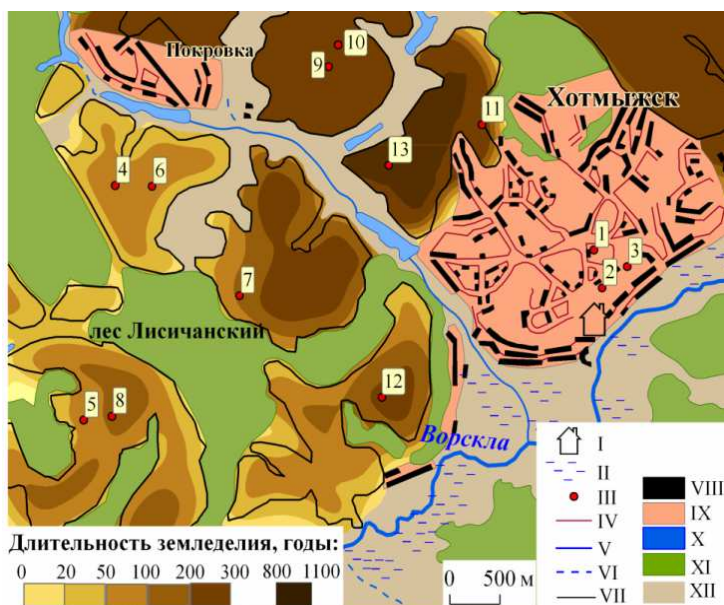 Покровка
10
9
Хотмыжск
11
13
4
6
1
3
2
7
лес Лисичанский
12
5
8
Ворскла
I
II
III
IV
V
VI
VII
VIII
IX
X
XI
XII
Длительность земледелия, годы:
0 20 50 100 200 300 800 1100
500 м